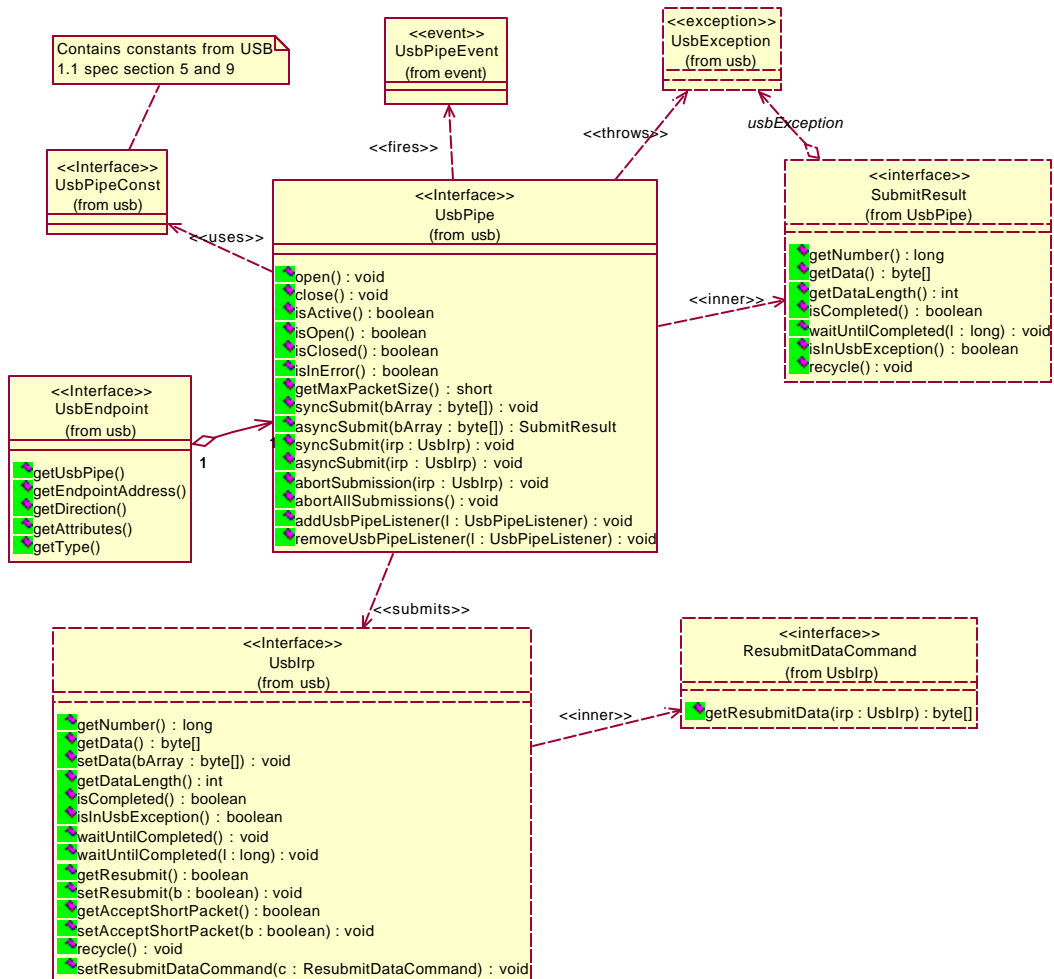 Contains constants from USB
1.1 spec section 5 and 9
<<event>>
UsbPipeEvent
(from event)
<<exception>>
UsbException
(from usb)
<<fires>>
<<throws>>
usbException
<<Interface>>
UsbPipeConst
(from usb)
<<uses>>
<<Interface>>
UsbPipe
(from usb)
open() : void
close() : void
isActive() : boolean
isOpen() : boolean
isClosed() : boolean
isInError() : boolean
getMaxPacketSize() : short
syncSubmit(bArray : byte[]) : void
asyncSubmit(bArray : byte[]) : SubmitResult
syncSubmit(irp : UsbIrp) : void
asyncSubmit(irp : UsbIrp) : void
abortSubmission(irp : UsbIrp) : void
abortAllSubmissions() : void
addUsbPipeListener(l : UsbPipeListener) : void
removeUsbPipeListener(l : UsbPipeListener) : void
<<interface>>
SubmitResult
(from UsbPipe)
getNumber() : long
getData() : byte[]
getDataLength() : int
isCompleted() : boolean
waitUntilCompleted(l : long) : void
isInUsbException() : boolean
recycle() : void
<<inner>>
<<Interface>>
UsbEndpoint
(from usb)
getUsbPipe()
getEndpointAddress()
getDirection()
getAttributes()
getType()
1
1
<<submits>>
<<Interface>>
UsbIrp
(from usb)
getNumber() : long
getData() : byte[]
setData(bArray : byte[]) : void
getDataLength() : int
isCompleted() : boolean
isInUsbException() : boolean
waitUntilCompleted() : void
waitUntilCompleted(l : long) : void
getResubmit() : boolean
setResubmit(b : boolean) : void
getAcceptShortPacket() : boolean
setAcceptShortPacket(b : boolean) : void
recycle() : void
setResubmitDataCommand(c : ResubmitDataCommand) : void
<<inner>>
<<interface>>
ResubmitDataCommand
(from UsbIrp)
getResubmitData(irp : UsbIrp) : byte[]